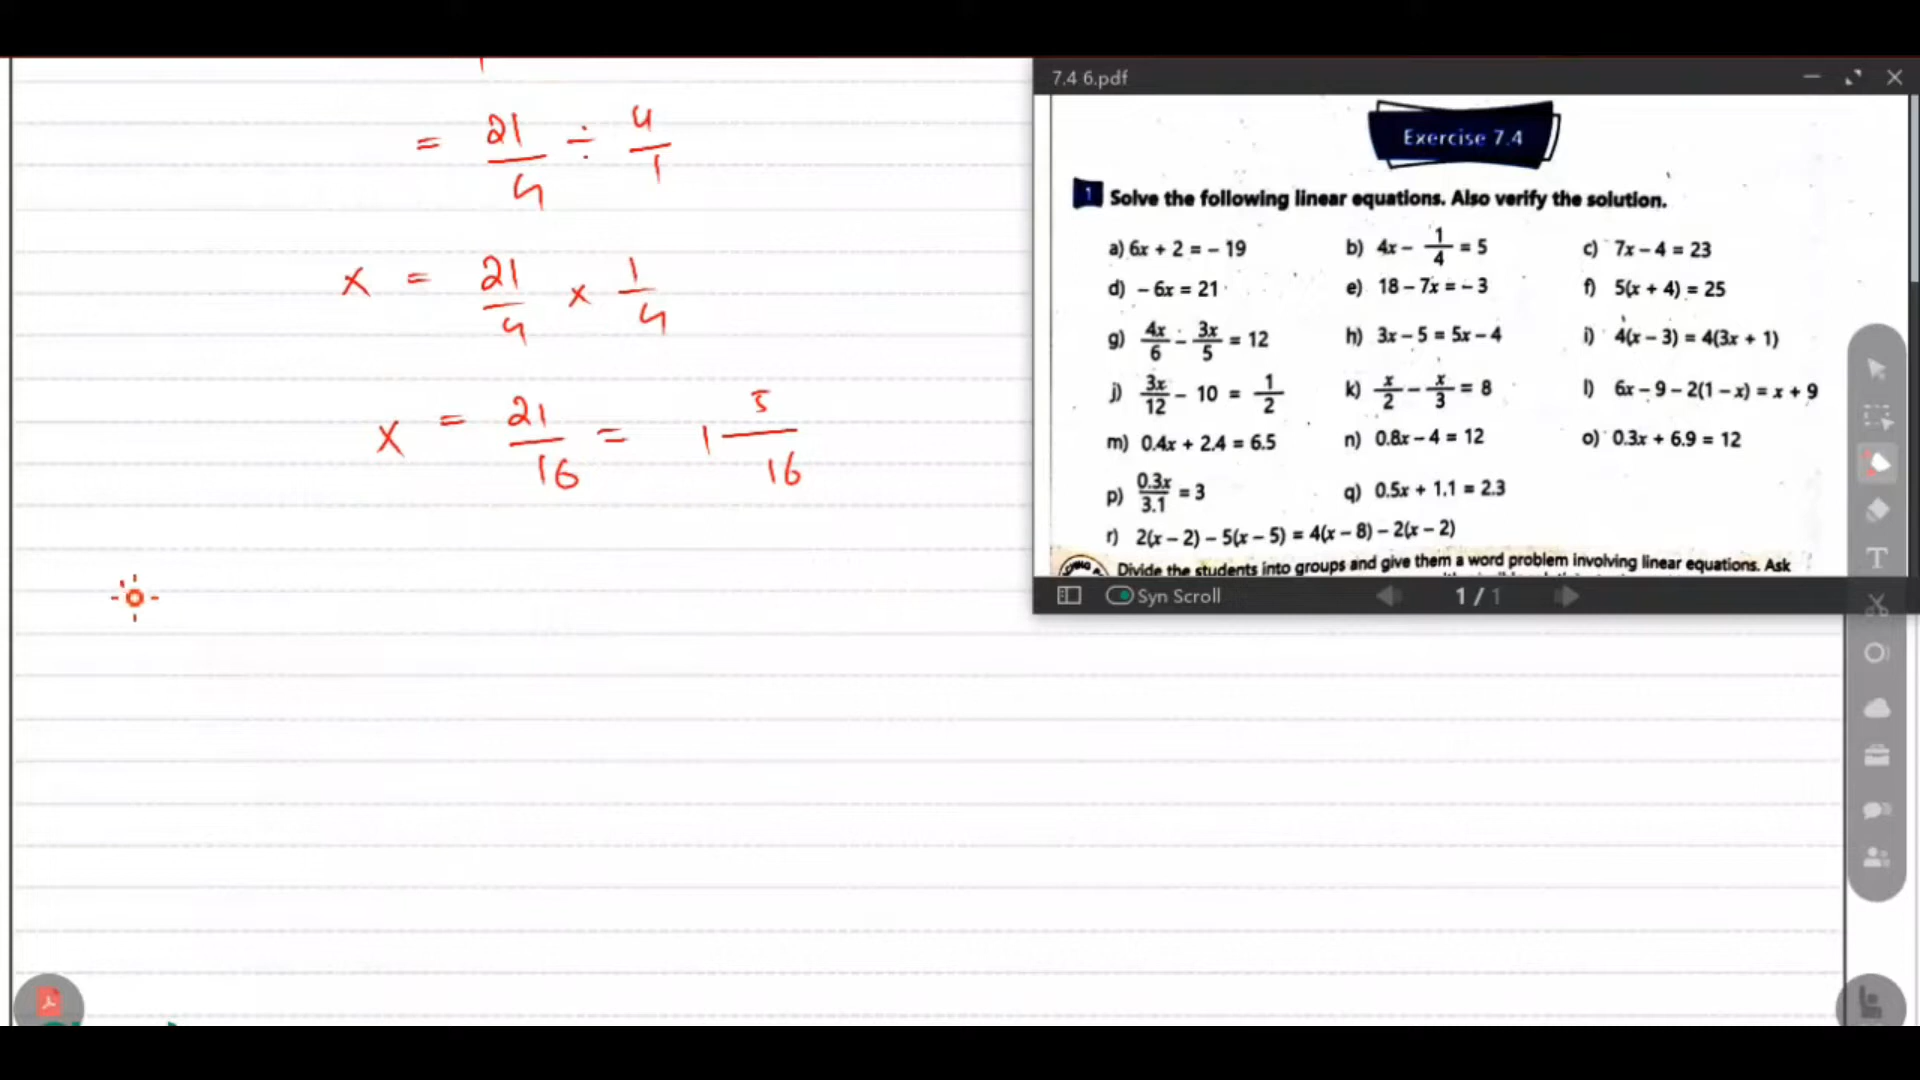 = 21/4 ÷ 4/1
x = 21/4 × 1/4
x = 21/16 = 1 5/16
7.4 6.pdf
Exercise 7.4
1 Solve the following linear equations. Also verify the solution.
a) 6x + 2 = – 19 b) 4x – 1/4 = 5 c) 7x – 4 = 23
d) – 6x = 21 e) 18 – 7x = – 3 f) 5(x + 4) = 25
g) 4x/6 – 3x/5 = 12 h) 3x – 5 = 5x – 4 i) 4(x – 3) = 4(3x + 1)
j) 3x/12 – 10 = 1/2 k) x/2 – x/3 = 8 l) 6x – 9 – 2(1 – x) = x + 9
m) 0.4x + 2.4 = 6.5 n) 0.8x – 4 = 12 o) 0.3x + 6.9 = 12
p) 0.3x/3.1 = 3 q) 0.5x + 1.1 = 2.3
r) 2(x – 2) – 5(x – 5) = 4(x – 8) – 2(x – 2)
Divide the students into groups and give them a word problem involving linear equations. Ask
Syn Scroll 1 / 1
T